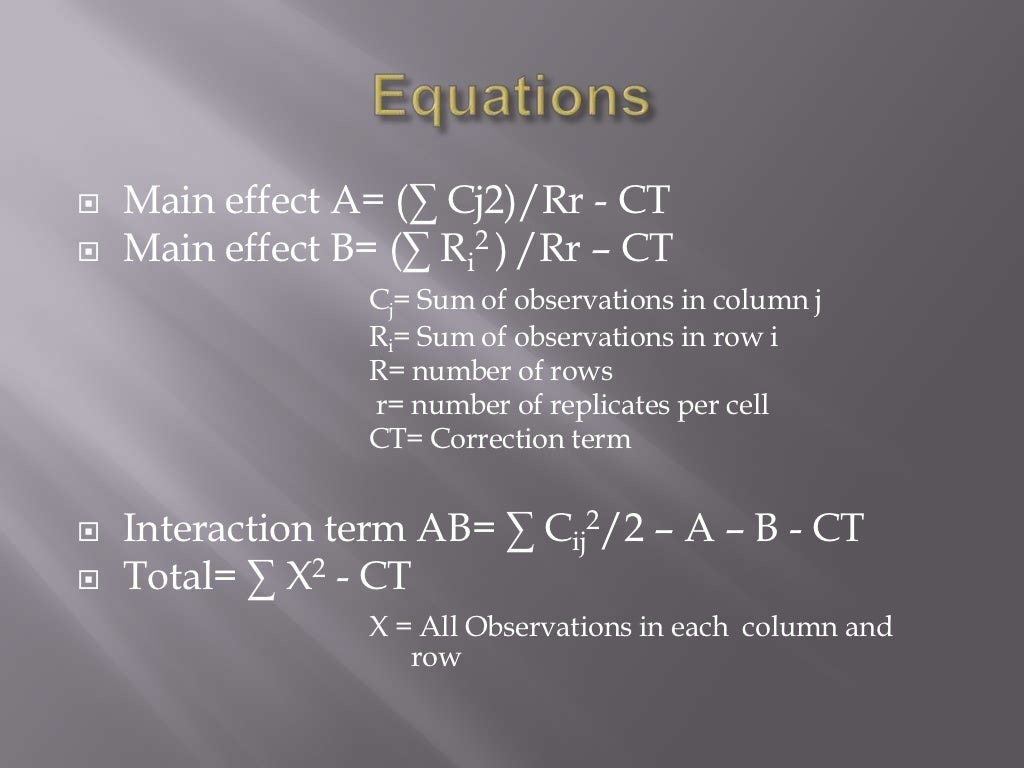 Equations
Main effect A= (∑ Cj2)/Rr - CT
Main effect B= (∑ Rᵢ² ) /Rr – CT
Cⱼ= Sum of observations in column j
Rᵢ= Sum of observations in row i
R= number of rows
r= number of replicates per cell
CT= Correction term
Interaction term AB= ∑ Cᵢⱼ²/2 – A – B - CT
Total= ∑ X² - CT
X = All Observations in each column and
row